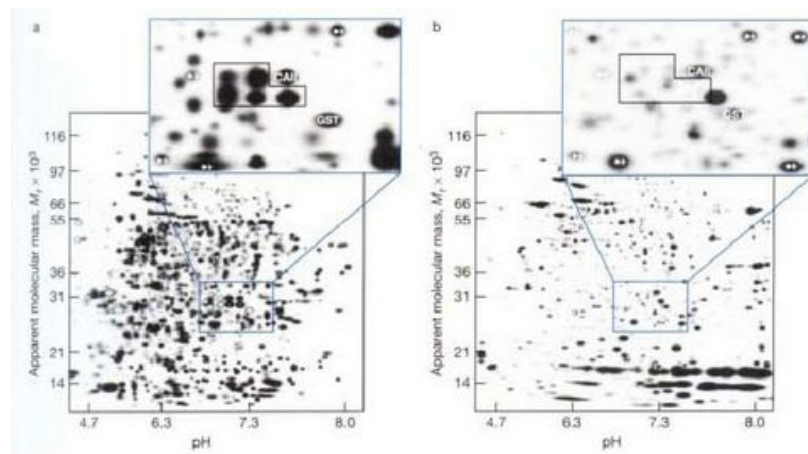 a
CAII
GST
Apparent molecular mass, Mr × 10³
116
97
66
55
36
31
21
14
4.7
6.3
7.3
8.0
pH
b
CAII
GST
Apparent molecular mass, Mr × 10³
116
97
66
55
36
31
21
14
4.7
6.3
7.3
8.0
pH